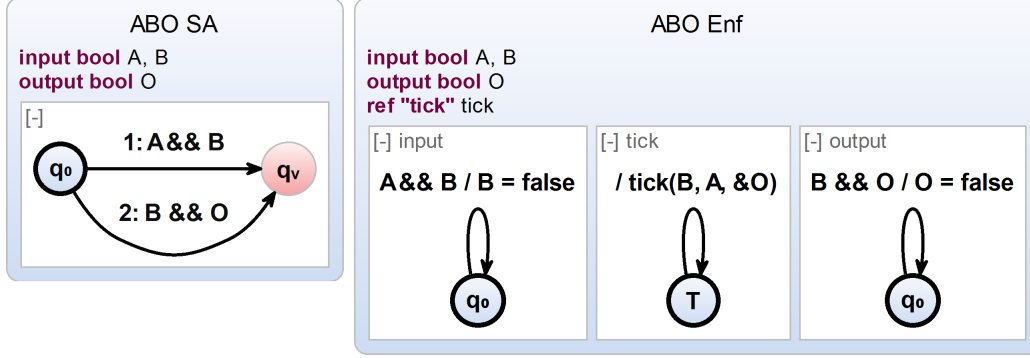 ABO SA
input bool A, B
output bool O
[-]
1: A&& B
q₀
qᵥ
2: B && O
ABO Enf
input bool A, B
output bool O
ref "tick" tick
[-] input
A&& B / B = false
q₀
[-] tick
/ tick(B, A, &O)
T
[-] output
B && O / O = false
q₀